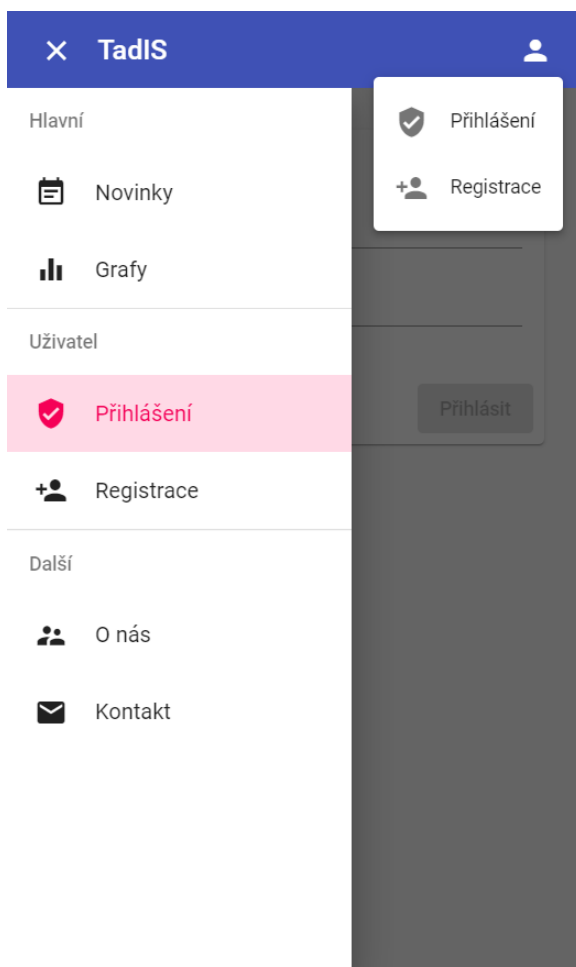 TadIS
Hlavní
Novinky
Grafy
Uživatel
Přihlášení
Registrace
Další
O nás
Kontakt
Přihlášení
Registrace
Přihlásit